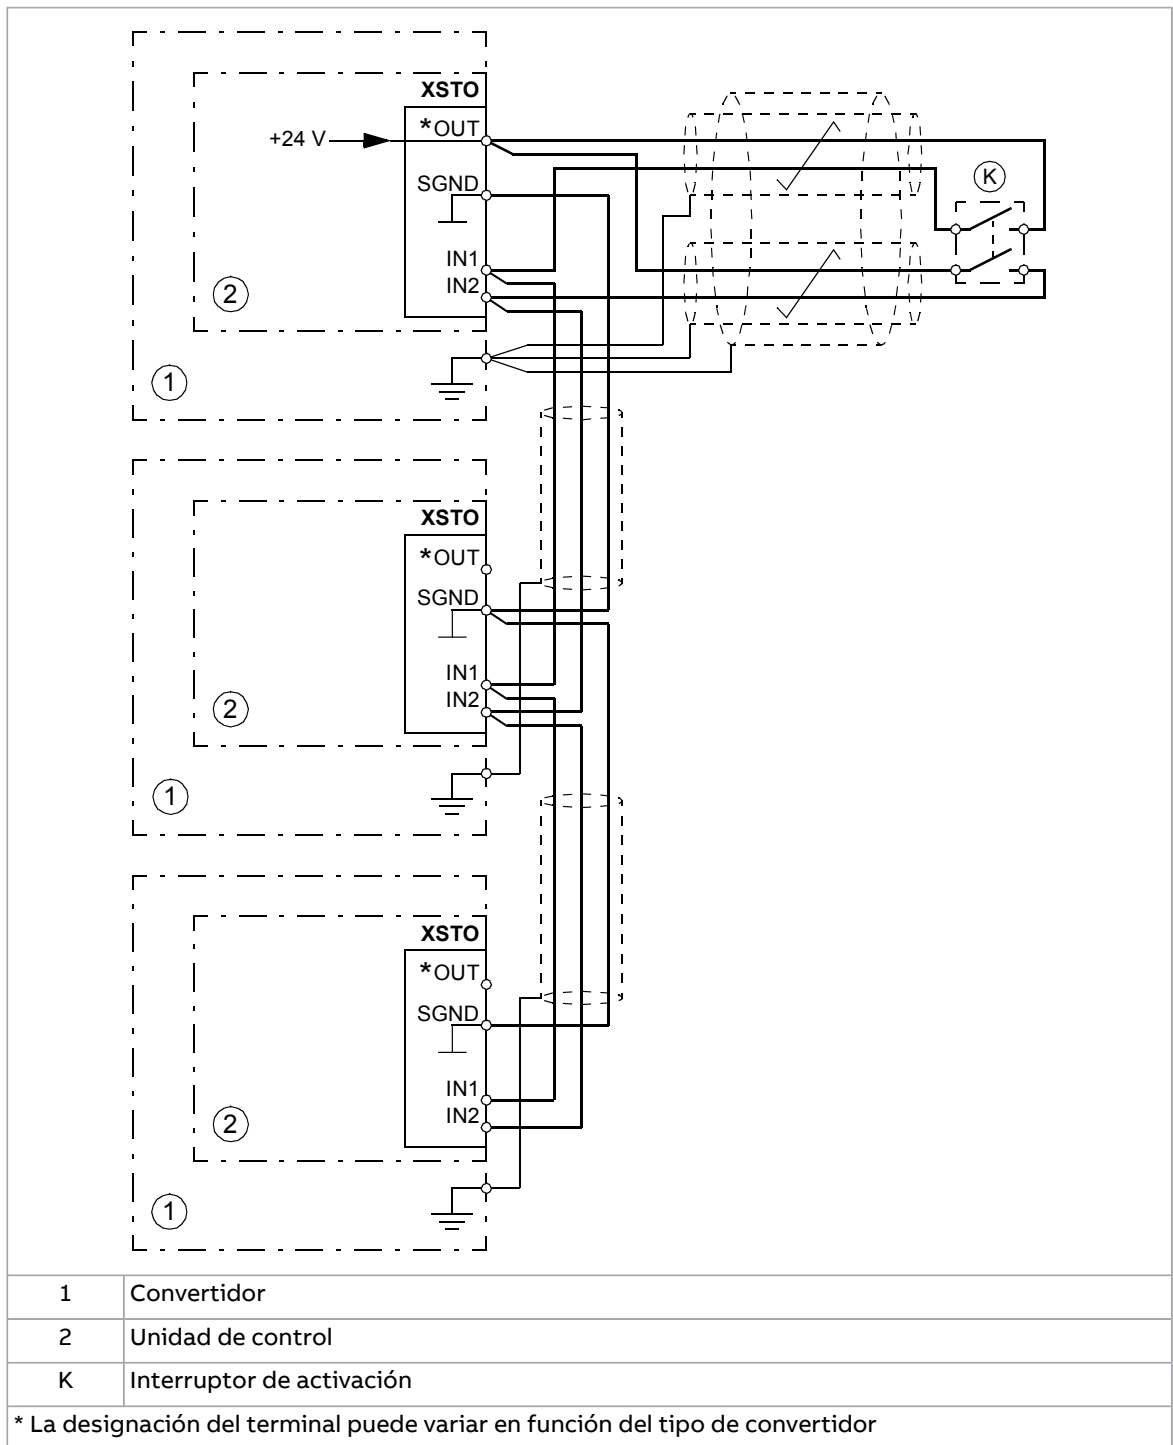 XSTO
*OUT
+24 V
SGND
K
IN1
IN2
2
1
XSTO
*OUT
SGND
IN1
IN2
2
1
XSTO
*OUT
SGND
IN1
IN2
2
1
1 Convertidor
2 Unidad de control
K Interruptor de activación
* La designación del terminal puede variar en función del tipo de convertidor